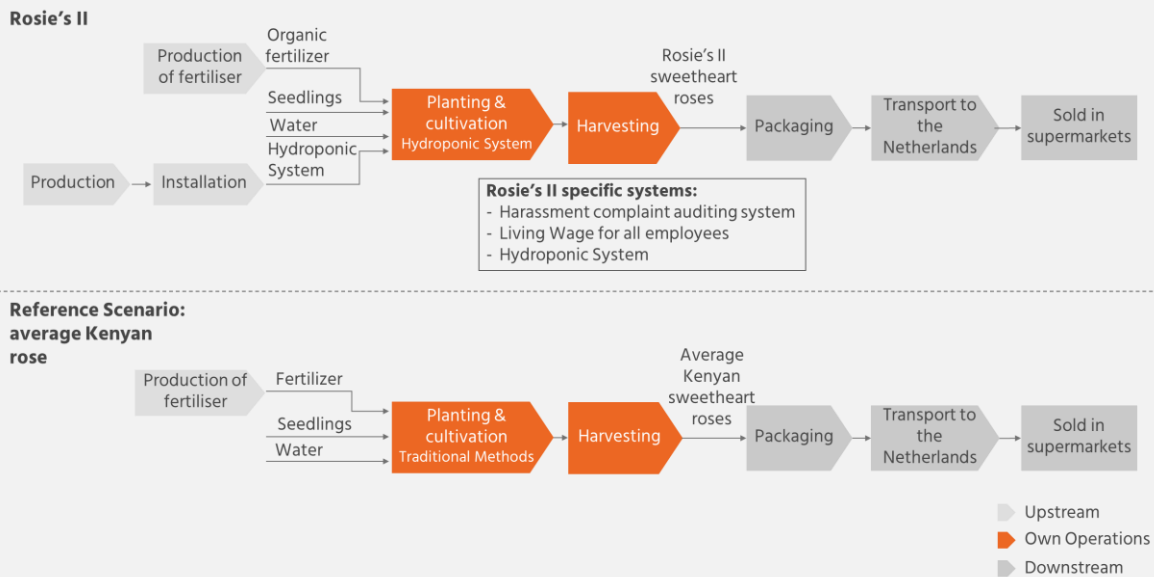 Rosie's II
Production
of fertiliser
Organic
fertilizer
Seedlings
Water
Hydroponic
System
Production
Installation
Planting &
cultivation
Hydroponic System
Harvesting
Rosie's II
sweetheart
roses
Packaging
Transport to
the
Netherlands
Sold in
supermarkets
Rosie's II specific systems:
- Harassment complaint auditing system
- Living Wage for all employees
- Hydroponic System
Reference Scenario:
average Kenyan
rose
Production of
fertiliser
Fertilizer
Seedlings
Water
Planting &
cultivation
Traditional Methods
Harvesting
Average
Kenyan
sweetheart
roses
Packaging
Transport to
the
Netherlands
Sold in
supermarkets
Upstream
Own Operations
Downstream